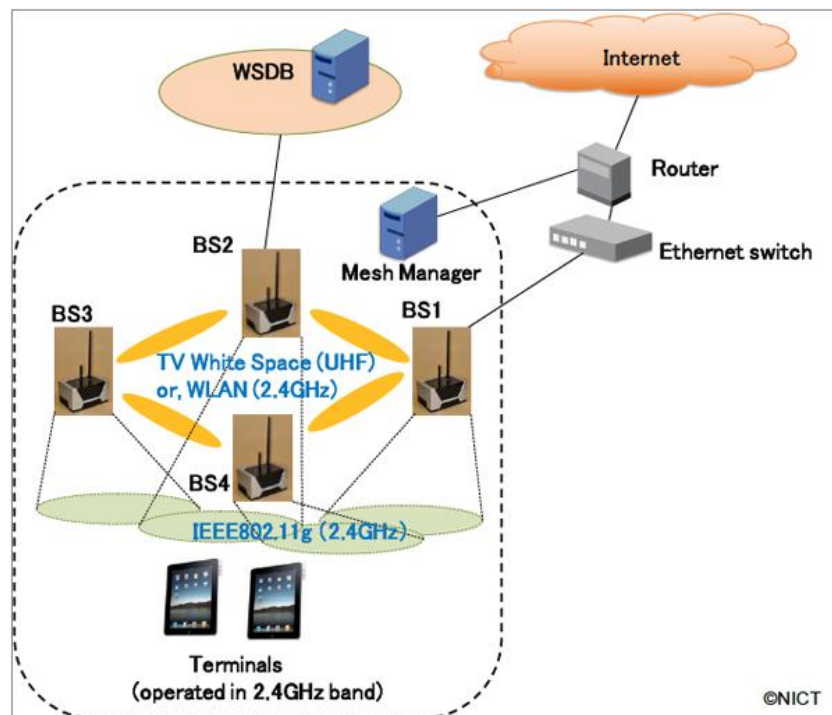 WSDB
Internet
Router
BS2
Mesh Manager
Ethernet switch
BS3
BS1
TV White Space (UHF)
or, WLAN (2.4GHz)
BS4
IEEE802.11g (2.4GHz)
Terminals
(operated in 2.4GHz band)
©NICT